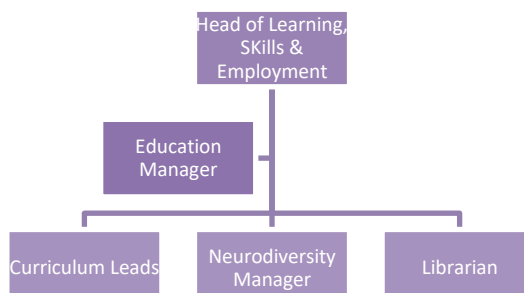 Head of Learning,
SKills &
Employment
Education
Manager
Curriculum Leads
Neurodiversity
Manager
Librarian